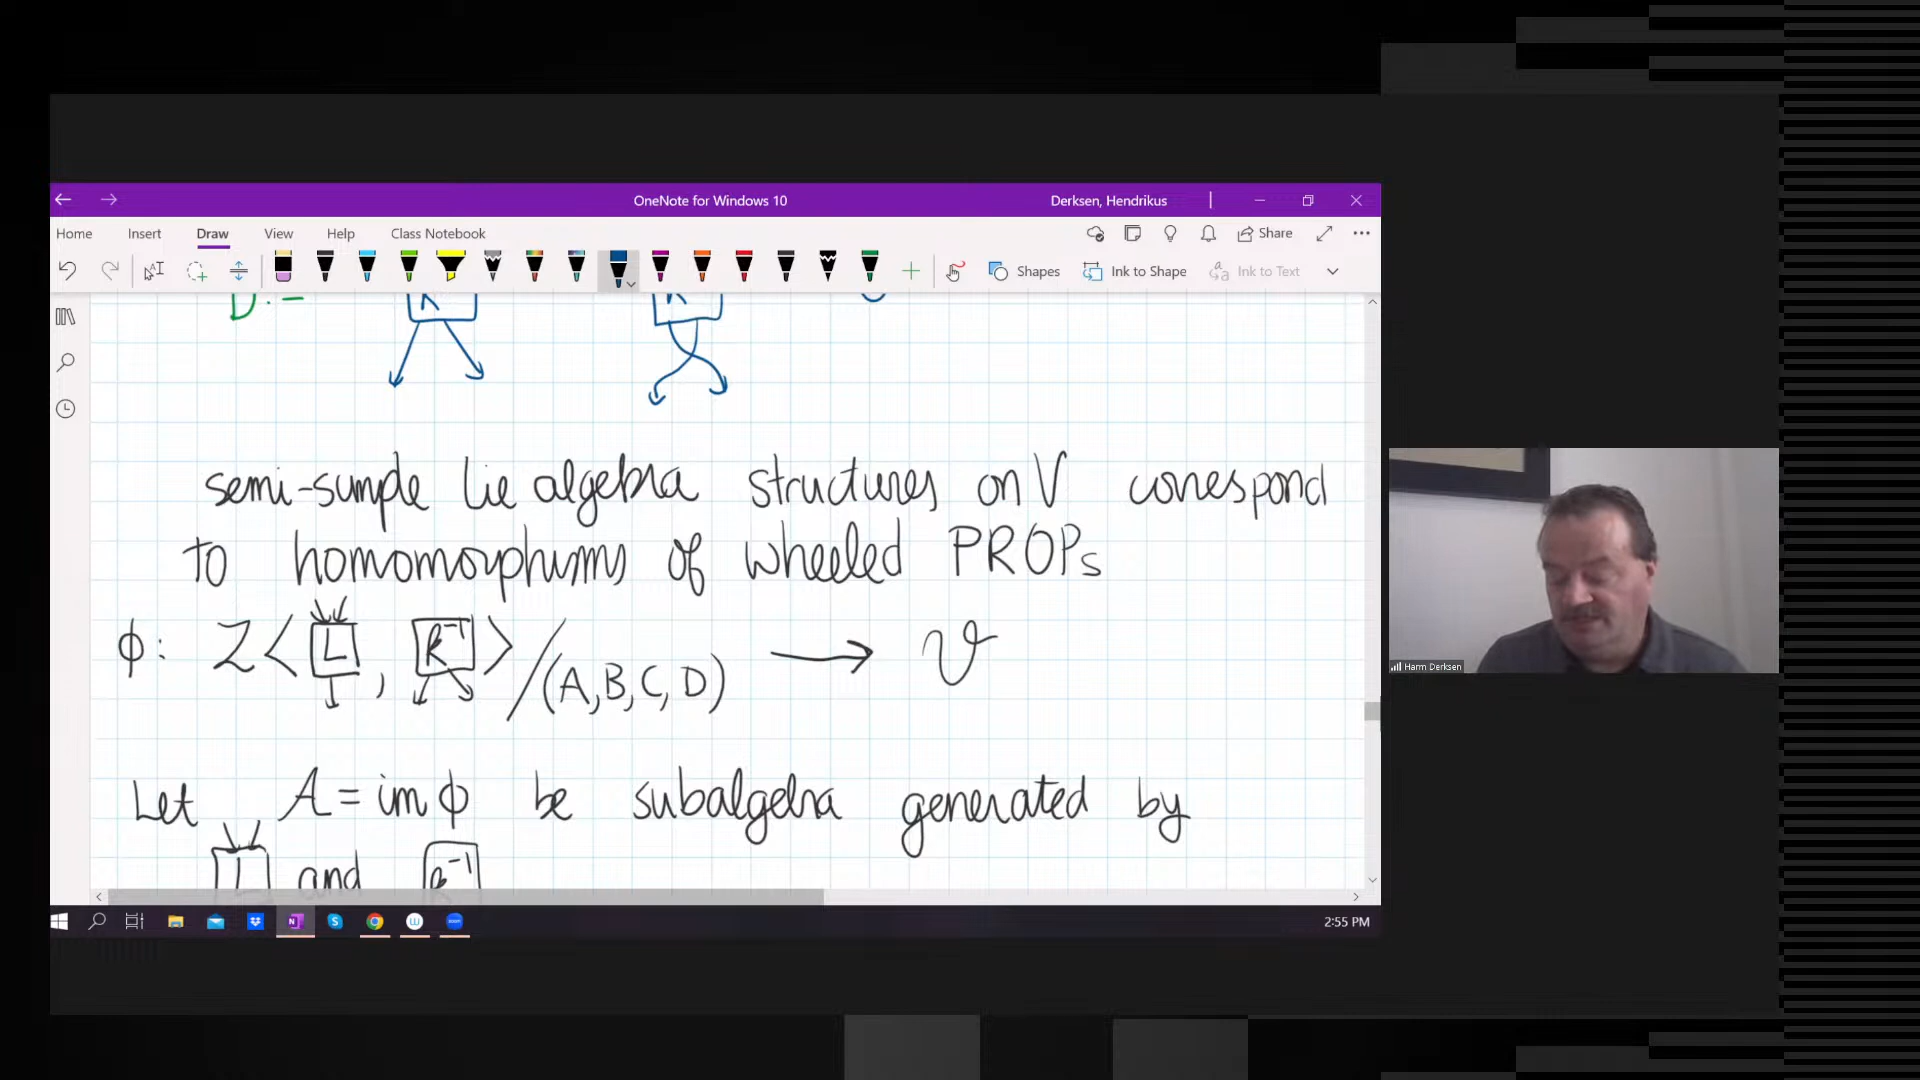 OneNote for Windows 10
Derksen, Hendrikus
Home Insert Draw View Help Class Notebook
Share
Shapes Ink to Shape Ink to Text
D:=
K
K
semi-simple Lie algebra structures on V correspond
to homomorphisms of wheeled PROPs
ϕ: Z< L , K⁻¹ >/(A,B,C,D) → V
Let A = im ϕ be subalgebra generated by
L and K⁻¹
Harm Derksen
2:55 PM